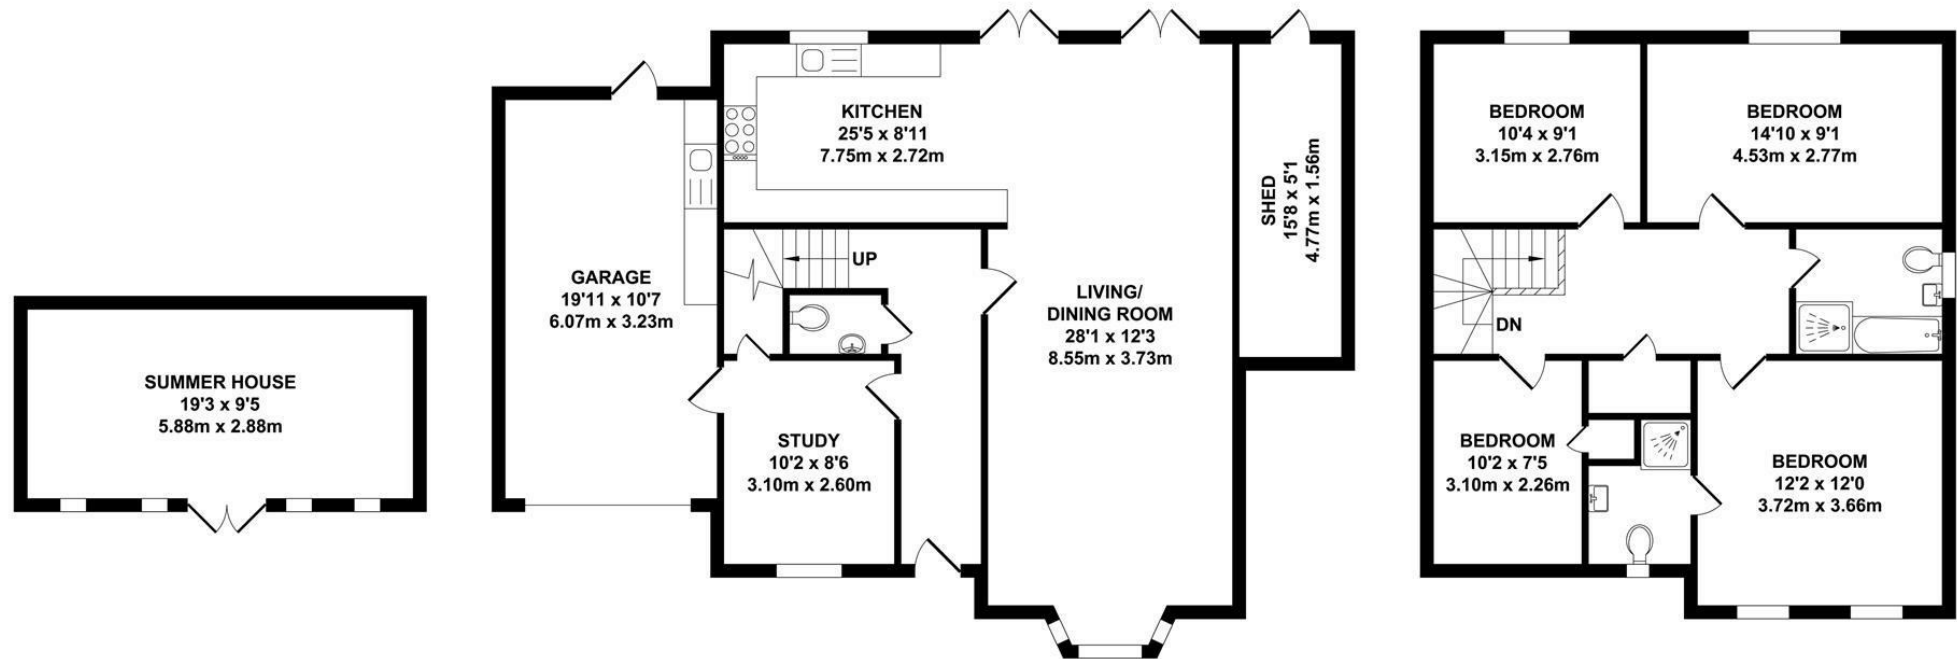 SUMMER HOUSE
19'3 x 9'5
5.88m x 2.88m
GARAGE
19'11 x 10'7
6.07m x 3.23m
KITCHEN
25'5 x 8'11
7.75m x 2.72m
UP
STUDY
10'2 x 8'6
3.10m x 2.60m
LIVING/
DINING ROOM
28'1 x 12'3
8.55m x 3.73m
SHED
15'8 x 5'1
4.77m x 1.56m
BEDROOM
10'4 x 9'1
3.15m x 2.76m
BEDROOM
14'10 x 9'1
4.53m x 2.77m
DN
BEDROOM
10'2 x 7'5
3.10m x 2.26m
BEDROOM
12'2 x 12'0
3.72m x 3.66m